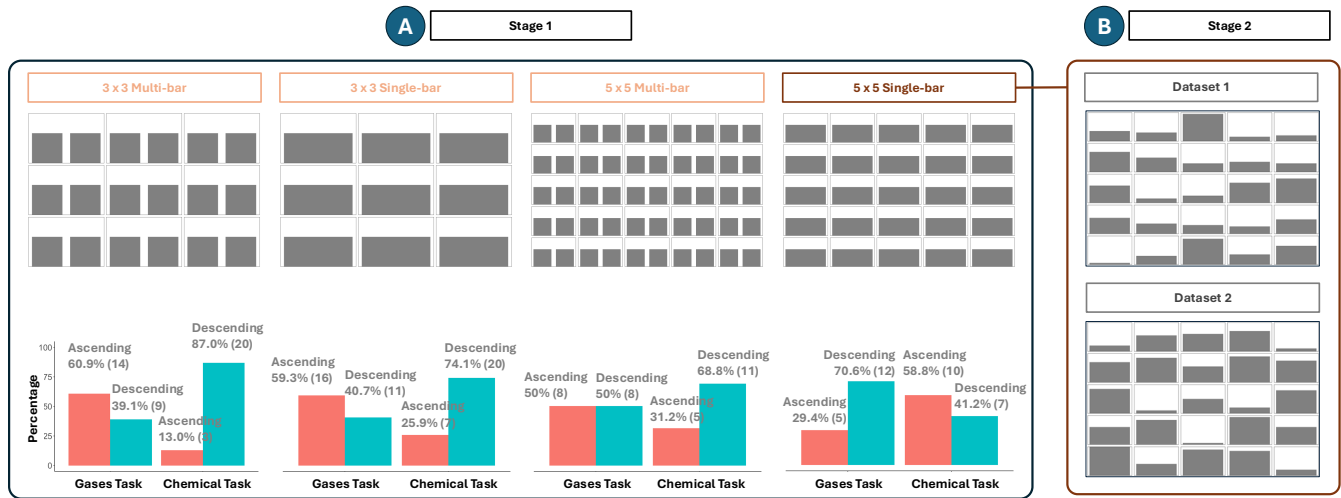 A
Stage 1
B
Stage 2
3 x 3 Multi-bar
3 x 3 Single-bar
5 x 5 Multi-bar
5 x 5 Single-bar
Dataset 1
Dataset 2
Percentage
100
75
50
25
0
Ascending
60.9% (14)
Descending
39.1% (9)
Ascending
13.0% (3)
Descending
87.0% (20)
Gases Task
Chemical Task
Ascending
59.3% (16)
Descending
40.7% (11)
Ascending
25.9% (7)
Descending
74.1% (20)
Gases Task
Chemical Task
Ascending
50% (8)
Descending
50% (8)
Ascending
31.2% (5)
Descending
68.8% (11)
Gases Task
Chemical Task
Ascending
29.4% (5)
Descending
70.6% (12)
Ascending
58.8% (10)
Descending
41.2% (7)
Gases Task
Chemical Task